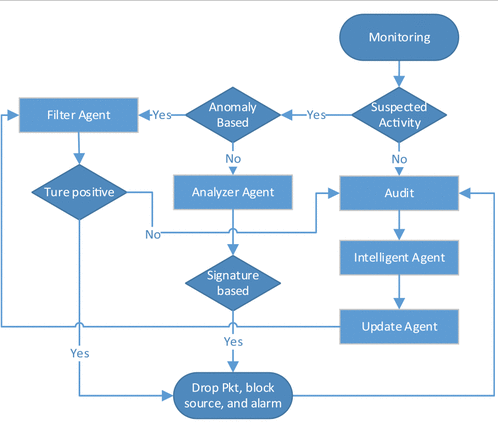 Monitoring
Suspected
Activity
Yes
Anomaly
Based
Yes
Filter Agent
No
No
Ture positive
Analyzer Agent
Audit
No
Intelligent Agent
Signature
based
Update Agent
Yes
Yes
Drop Pkt, block
source, and alarm